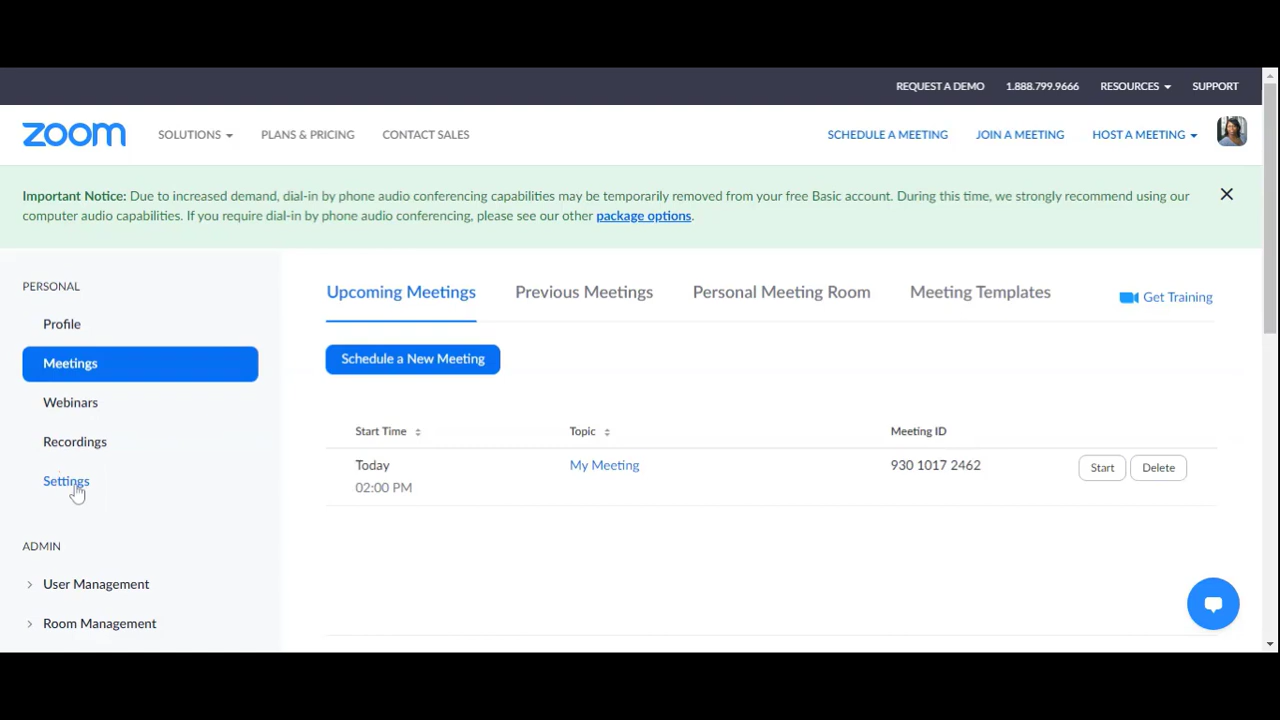 REQUEST A DEMO 1.888.799.9666 RESOURCES SUPPORT
zoom SOLUTIONS PLANS & PRICING CONTACT SALES SCHEDULE A MEETING JOIN A MEETING HOST A MEETING
Important Notice: Due to increased demand, dial-in by phone audio conferencing capabilities may be temporarily removed from your free Basic account. During this time, we strongly recommend using our
computer audio capabilities. If you require dial-in by phone audio conferencing, please see our other package options.
PERSONAL
Profile
Meetings
Webinars
Recordings
Settings
ADMIN
User Management
Room Management
Upcoming Meetings Previous Meetings Personal Meeting Room Meeting Templates Get Training
Schedule a New Meeting
Start Time Topic Meeting ID
Today My Meeting 930 1017 2462 Start Delete
02:00 PM